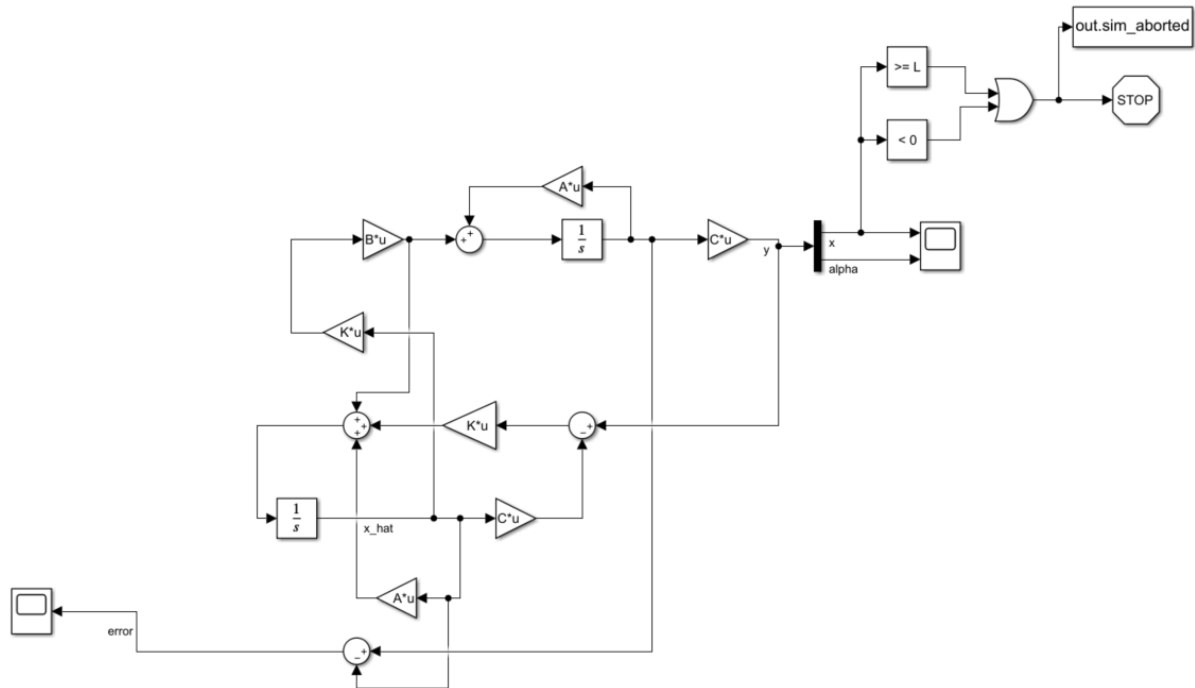 out.sim_aborted
>= L
STOP
< 0
A*u
B*u
+
+
1
s
C*u
y
x
alpha
K*u
+
+
+
K*u
−
+
1
s
x_hat
C*u
A*u
error
−
+